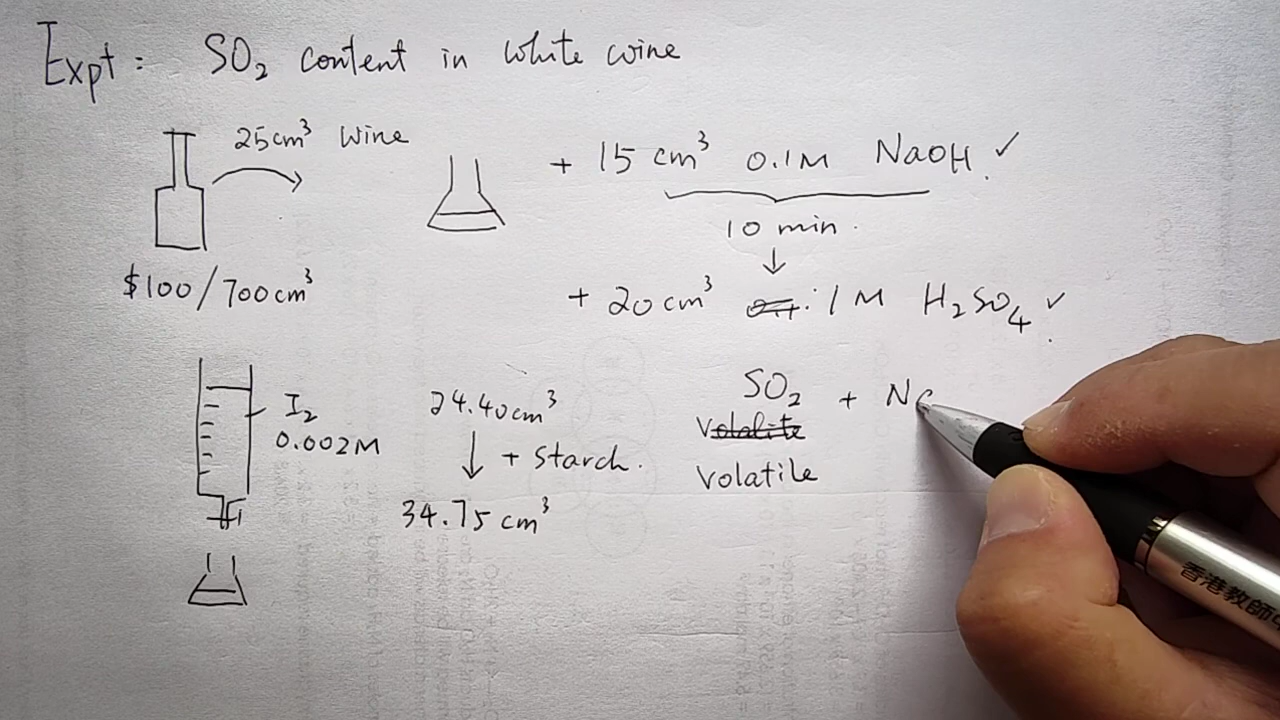 Expt : SO₂ content in white wine
25cm³ wine
+ 15 cm³ 0.1M NaOH ✓
10 min.
↓
$100/700cm³
+ 20cm³ 1M H₂SO₄ ✓
I₂
0.002M
24.40cm³
↓ + starch.
34.75 cm³
SO₂ + Na
volatile
香港教師